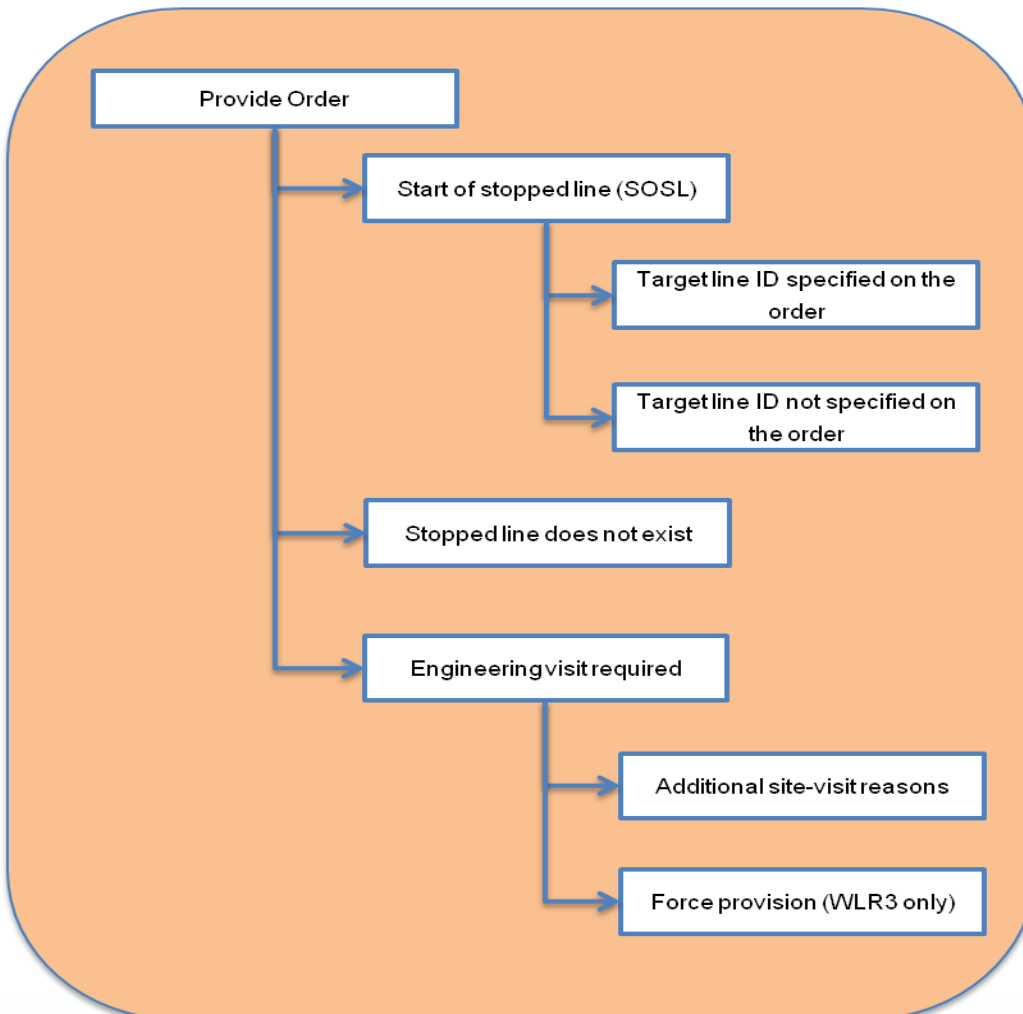 Provide Order
Start of stopped line (SOSL)
Target line ID specified on the
order
Target line ID not specified on
the order
Stopped line does not exist
Engineering visit required
Additional site-visit reasons
Force provision (WLR3 only)